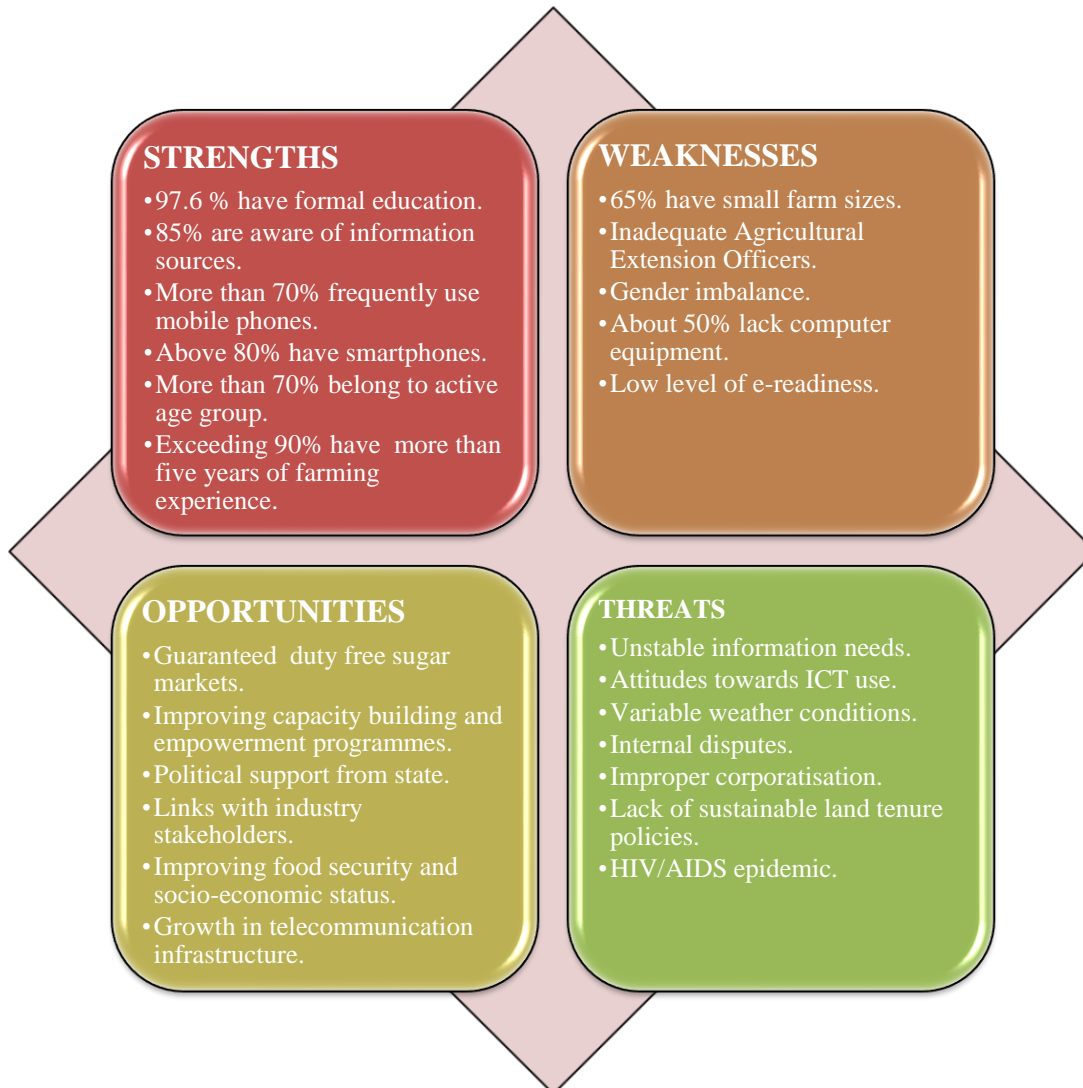 STRENGTHS
•97.6 % have formal education.
•85% are aware of information
sources.
•More than 70% frequently use
mobile phones.
•Above 80% have smartphones.
•More than 70% belong to active
age group.
•Exceeding 90% have  more than
five years of farming
experience.
WEAKNESSES
•65% have small farm sizes.
•Inadequate Agricultural
Extension Officers.
•Gender imbalance.
•About 50% lack computer
equipment.
•Low level of e-readiness.
OPPORTUNITIES
•Guaranteed  duty free sugar
markets.
•Improving capacity building and
empowerment programmes.
•Political support from state.
•Links with industry
stakeholders.
•Improving food security and
socio-economic status.
•Growth in telecommunication
infrastructure.
THREATS
•Unstable information needs.
•Attitudes towards ICT use.
•Variable weather conditions.
•Internal disputes.
•Improper corporatisation.
•Lack of sustainable land tenure
policies.
•HIV/AIDS epidemic.